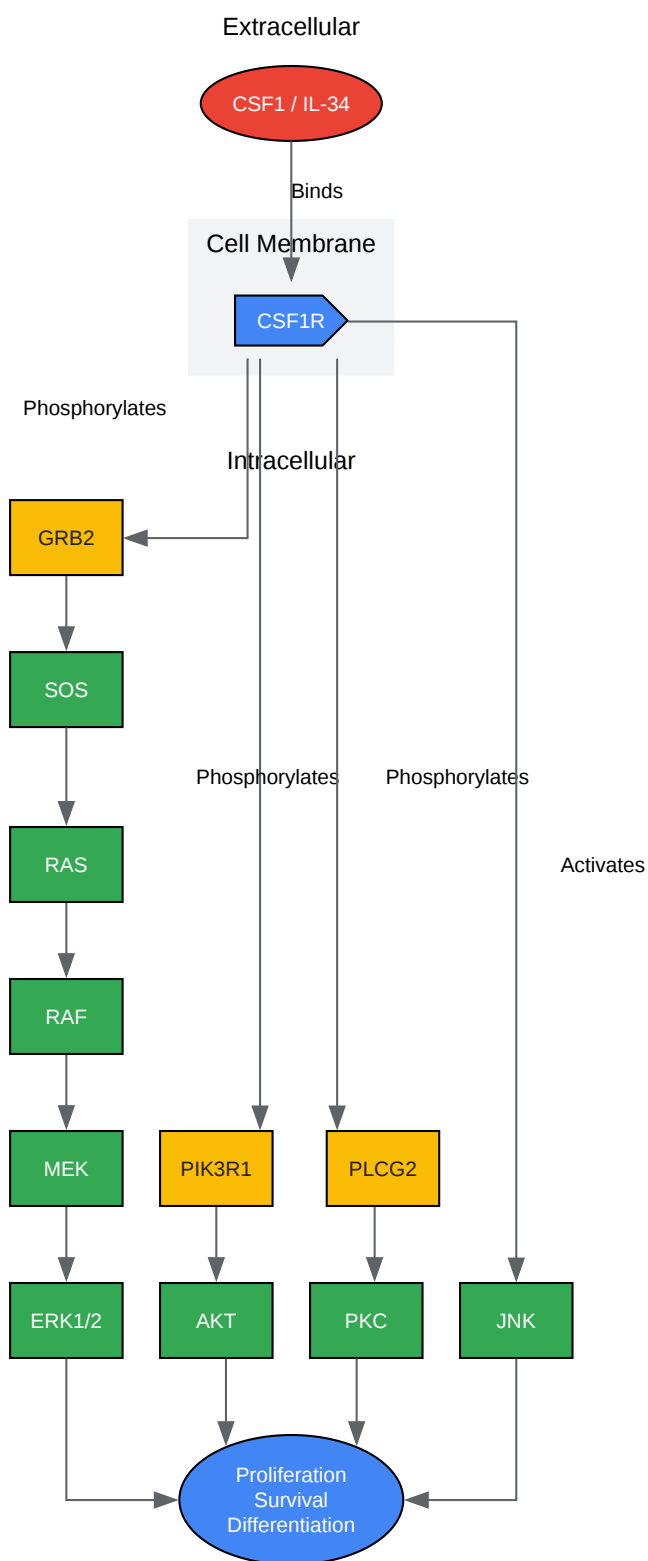 Extracellular
CSF1 / IL-34
Binds
Cell Membrane
CSF1R
Phosphorylates
Intracellular
GRB2
SOS
Phosphorylates
Phosphorylates
RAS
Activates
RAF
MEK
PIK3R1
PLCG2
ERK1/2
AKT
PKC
JNK
Proliferation
Survival
Differentiation